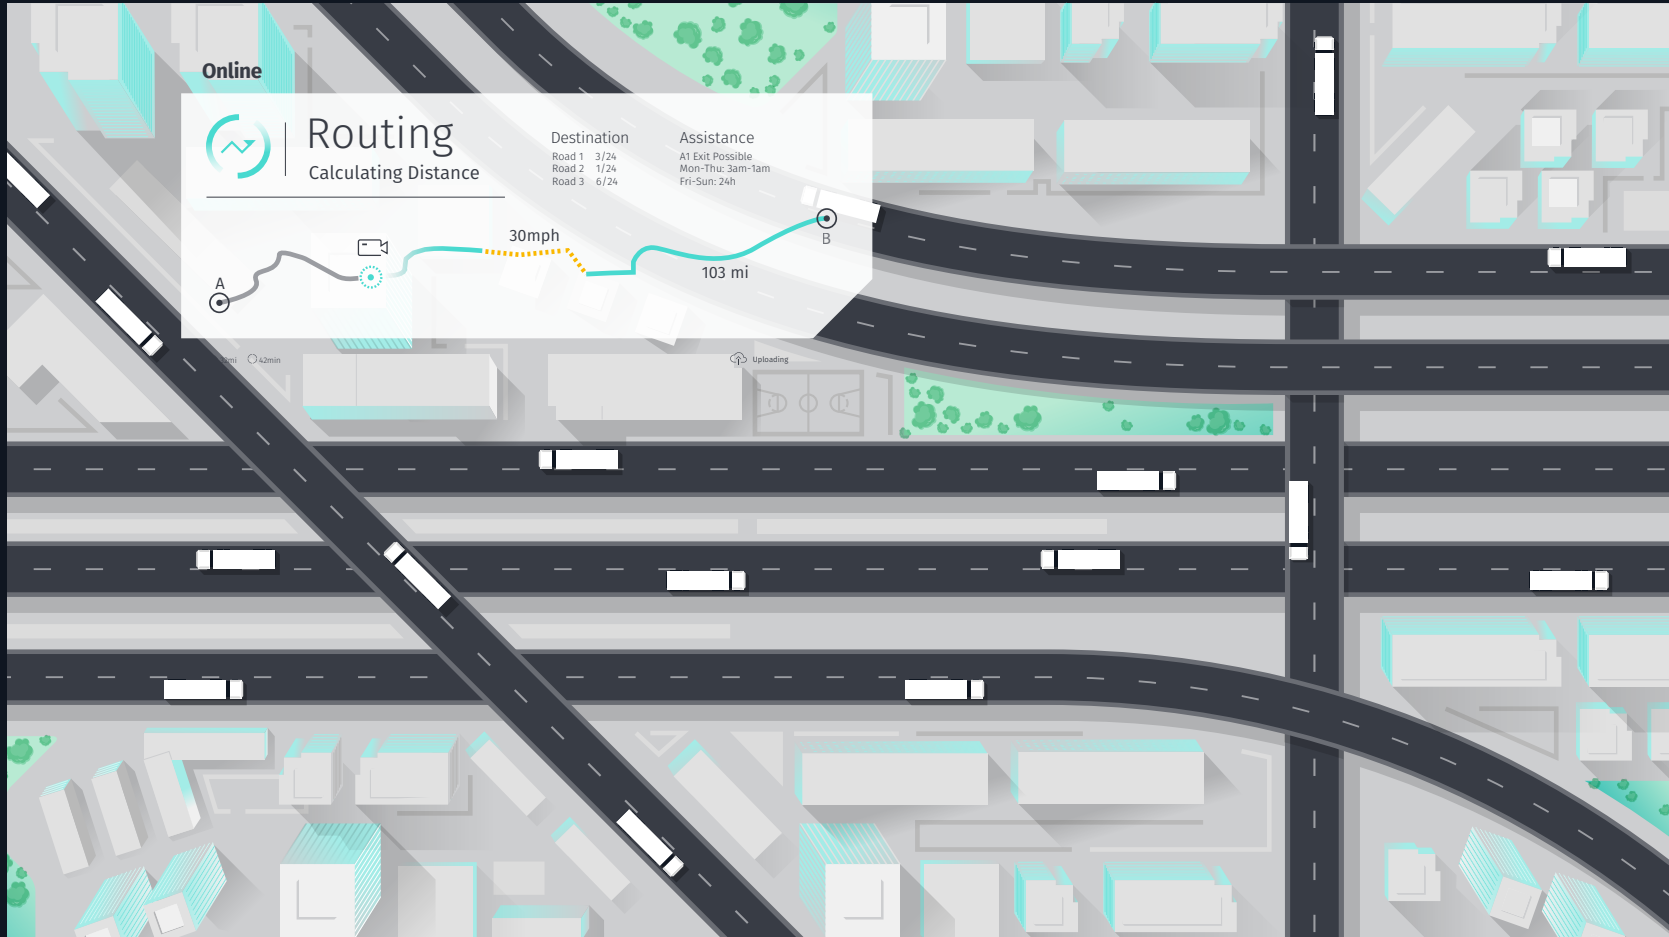 Online
Routing
Calculating Distance
Destination
Road 1 3/24
Road 2 1/24
Road 3 6/24
Assistance
A1 Exit Possible
Mon-Thu: 3am-1am
Fri-Sun: 24h
30mph
A
B
103 mi
42min
Uploading